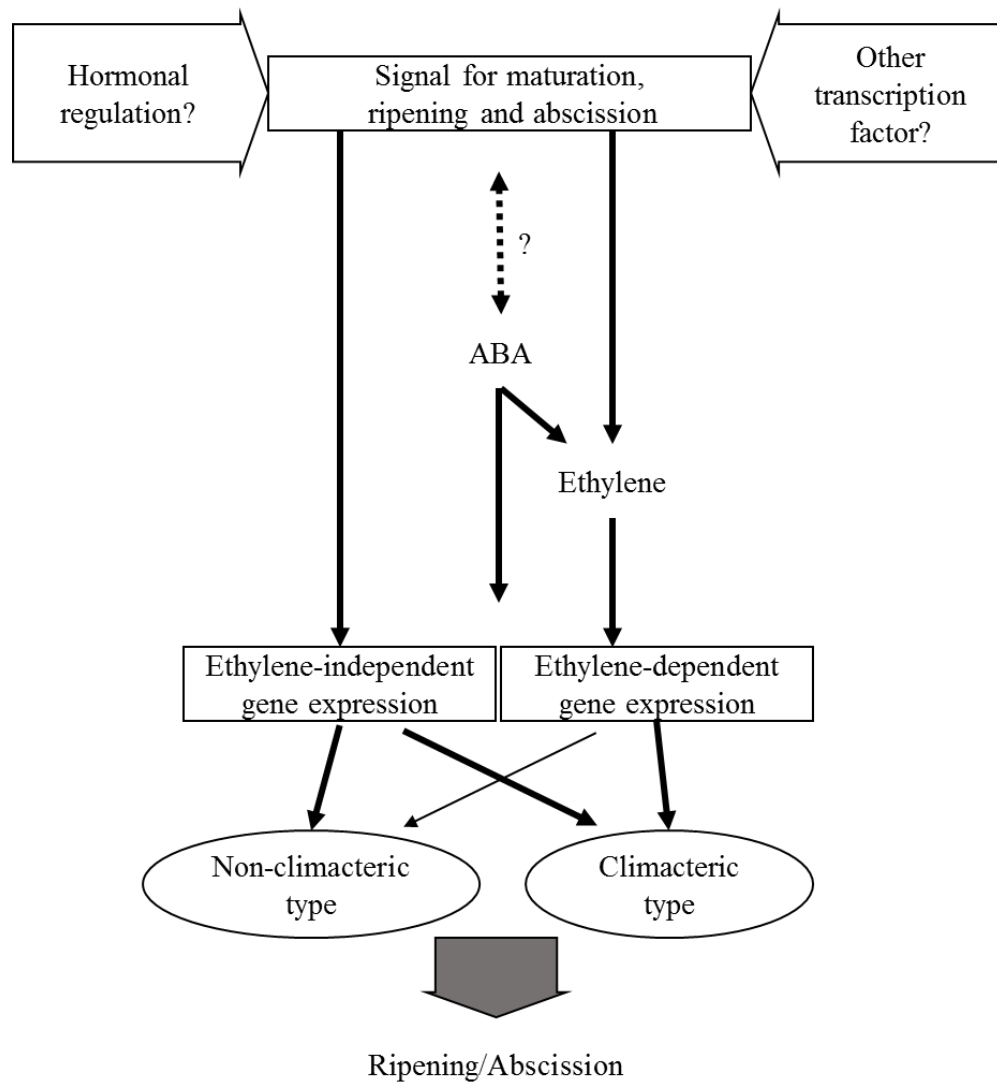 Hormonal
regulation?
Signal for maturation,
ripening and abscission
Other
transcription
factor?
?
ABA
Ethylene
Ethylene-independent
gene expression
Ethylene-dependent
gene expression
Non-climacteric
type
Climacteric
type
Ripening/Abscission